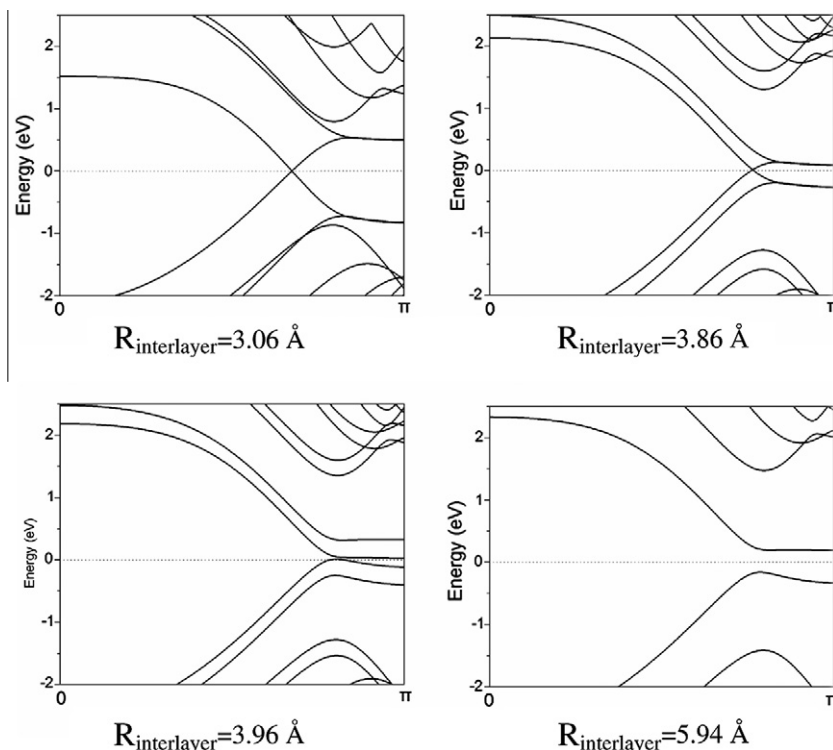 Energy (eV)
2
1
0
-1
-2
0
π
R_interlayer=3.06 Å
Energy (eV)
2
1
0
-1
-2
0
π
R_interlayer=3.86 Å
Energy (eV)
2
1
0
-1
-2
0
π
R_interlayer=3.96 Å
Energy (eV)
2
1
0
-1
-2
0
π
R_interlayer=5.94 Å